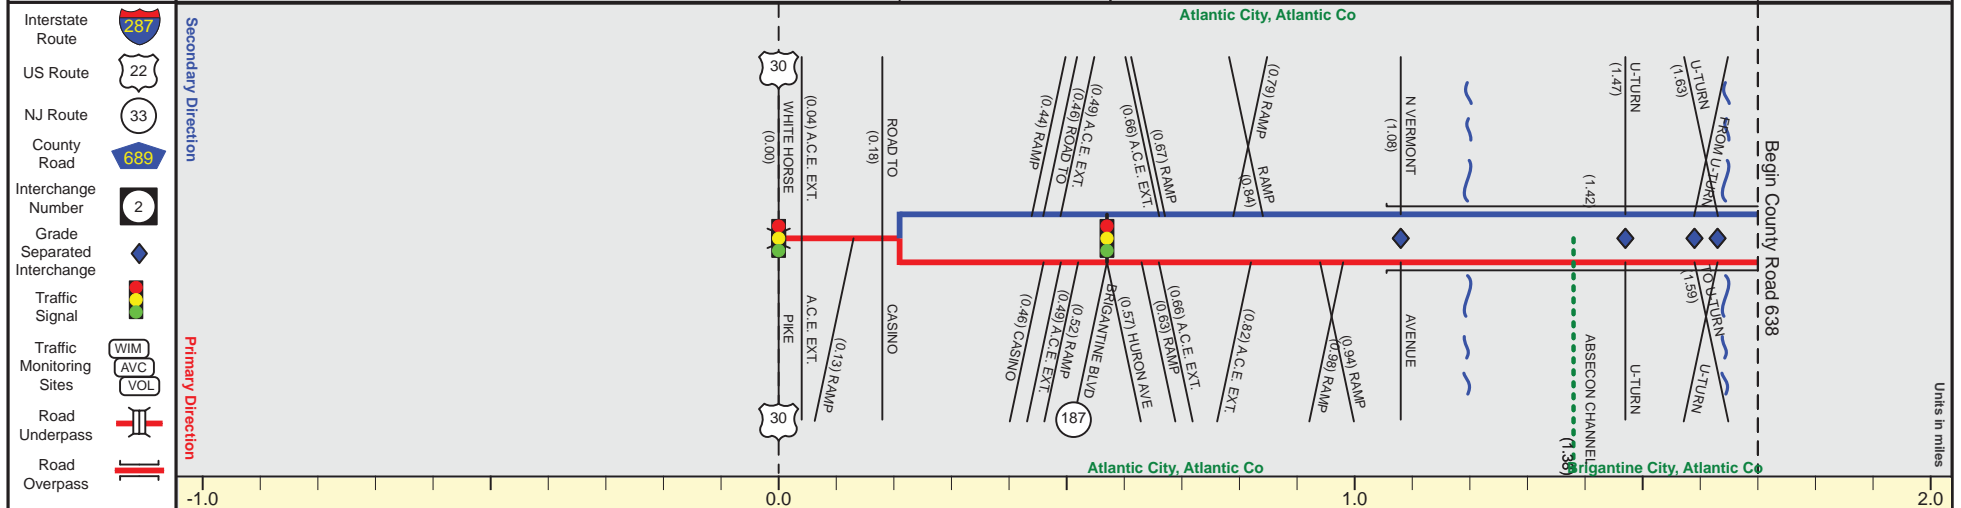 Interstate
Route
287
US Route
22
NJ Route
33
County
Road
689
Interchange
Number
2
Grade
Separated
Interchange
Traffic
Signal
Traffic
Monitoring
Sites
WIM
AVC
VOL
Road
Underpass
Road
Overpass
Secondary Direction
Primary Direction
Atlantic City, Atlantic Co
30
WHITE HORSE
(0.00)
(0.04) A.C.E. EXT.
ROAD TO
(0.18)
(0.44) RAMP
(0.46) ROAD TO
(0.49) A.C.E. EXT.
(0.66) A.C.E. EXT.
(0.67) RAMP
(0.79) RAMP
RAMP
(0.84)
N VERMONT
(1.08)
(1.42)
U-TURN
(1.47)
U-TURN
(1.63)
FROM U-TURN
Begin County Road 638
PIKE
30
A.C.E. EXT.
(0.13) RAMP
CASINO
(0.46) CASINO
(0.49) A.C.E. EXT.
(0.52) RAMP
BRIGANTINE BLVD
187
(0.57) HURON AVE
(0.63) RAMP
(0.66) A.C.E. EXT.
(0.82) A.C.E. EXT.
(0.98) RAMP
(0.94) RAMP
AVENUE
ABSECON CHANNEL
(1.38)
U-TURN
(1.59)
TO U-TURN
U-TURN
Atlantic City, Atlantic Co
Brigantine City, Atlantic Co
Units in miles
-1.0
0.0
1.0
2.0